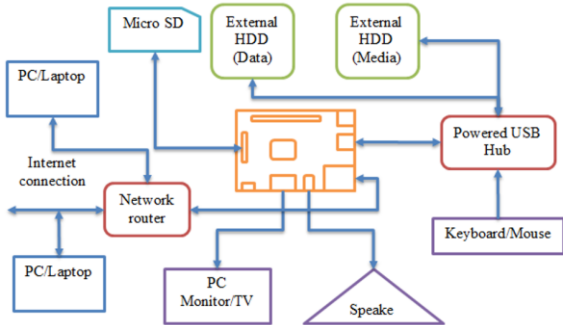 Micro SD
External
HDD
(Data)
External
HDD
(Media)
PC/Laptop
Powered USB
Hub
Internet
connection
Network
router
Keyboard/Mouse
PC/Laptop
PC
Monitor/TV
Speake